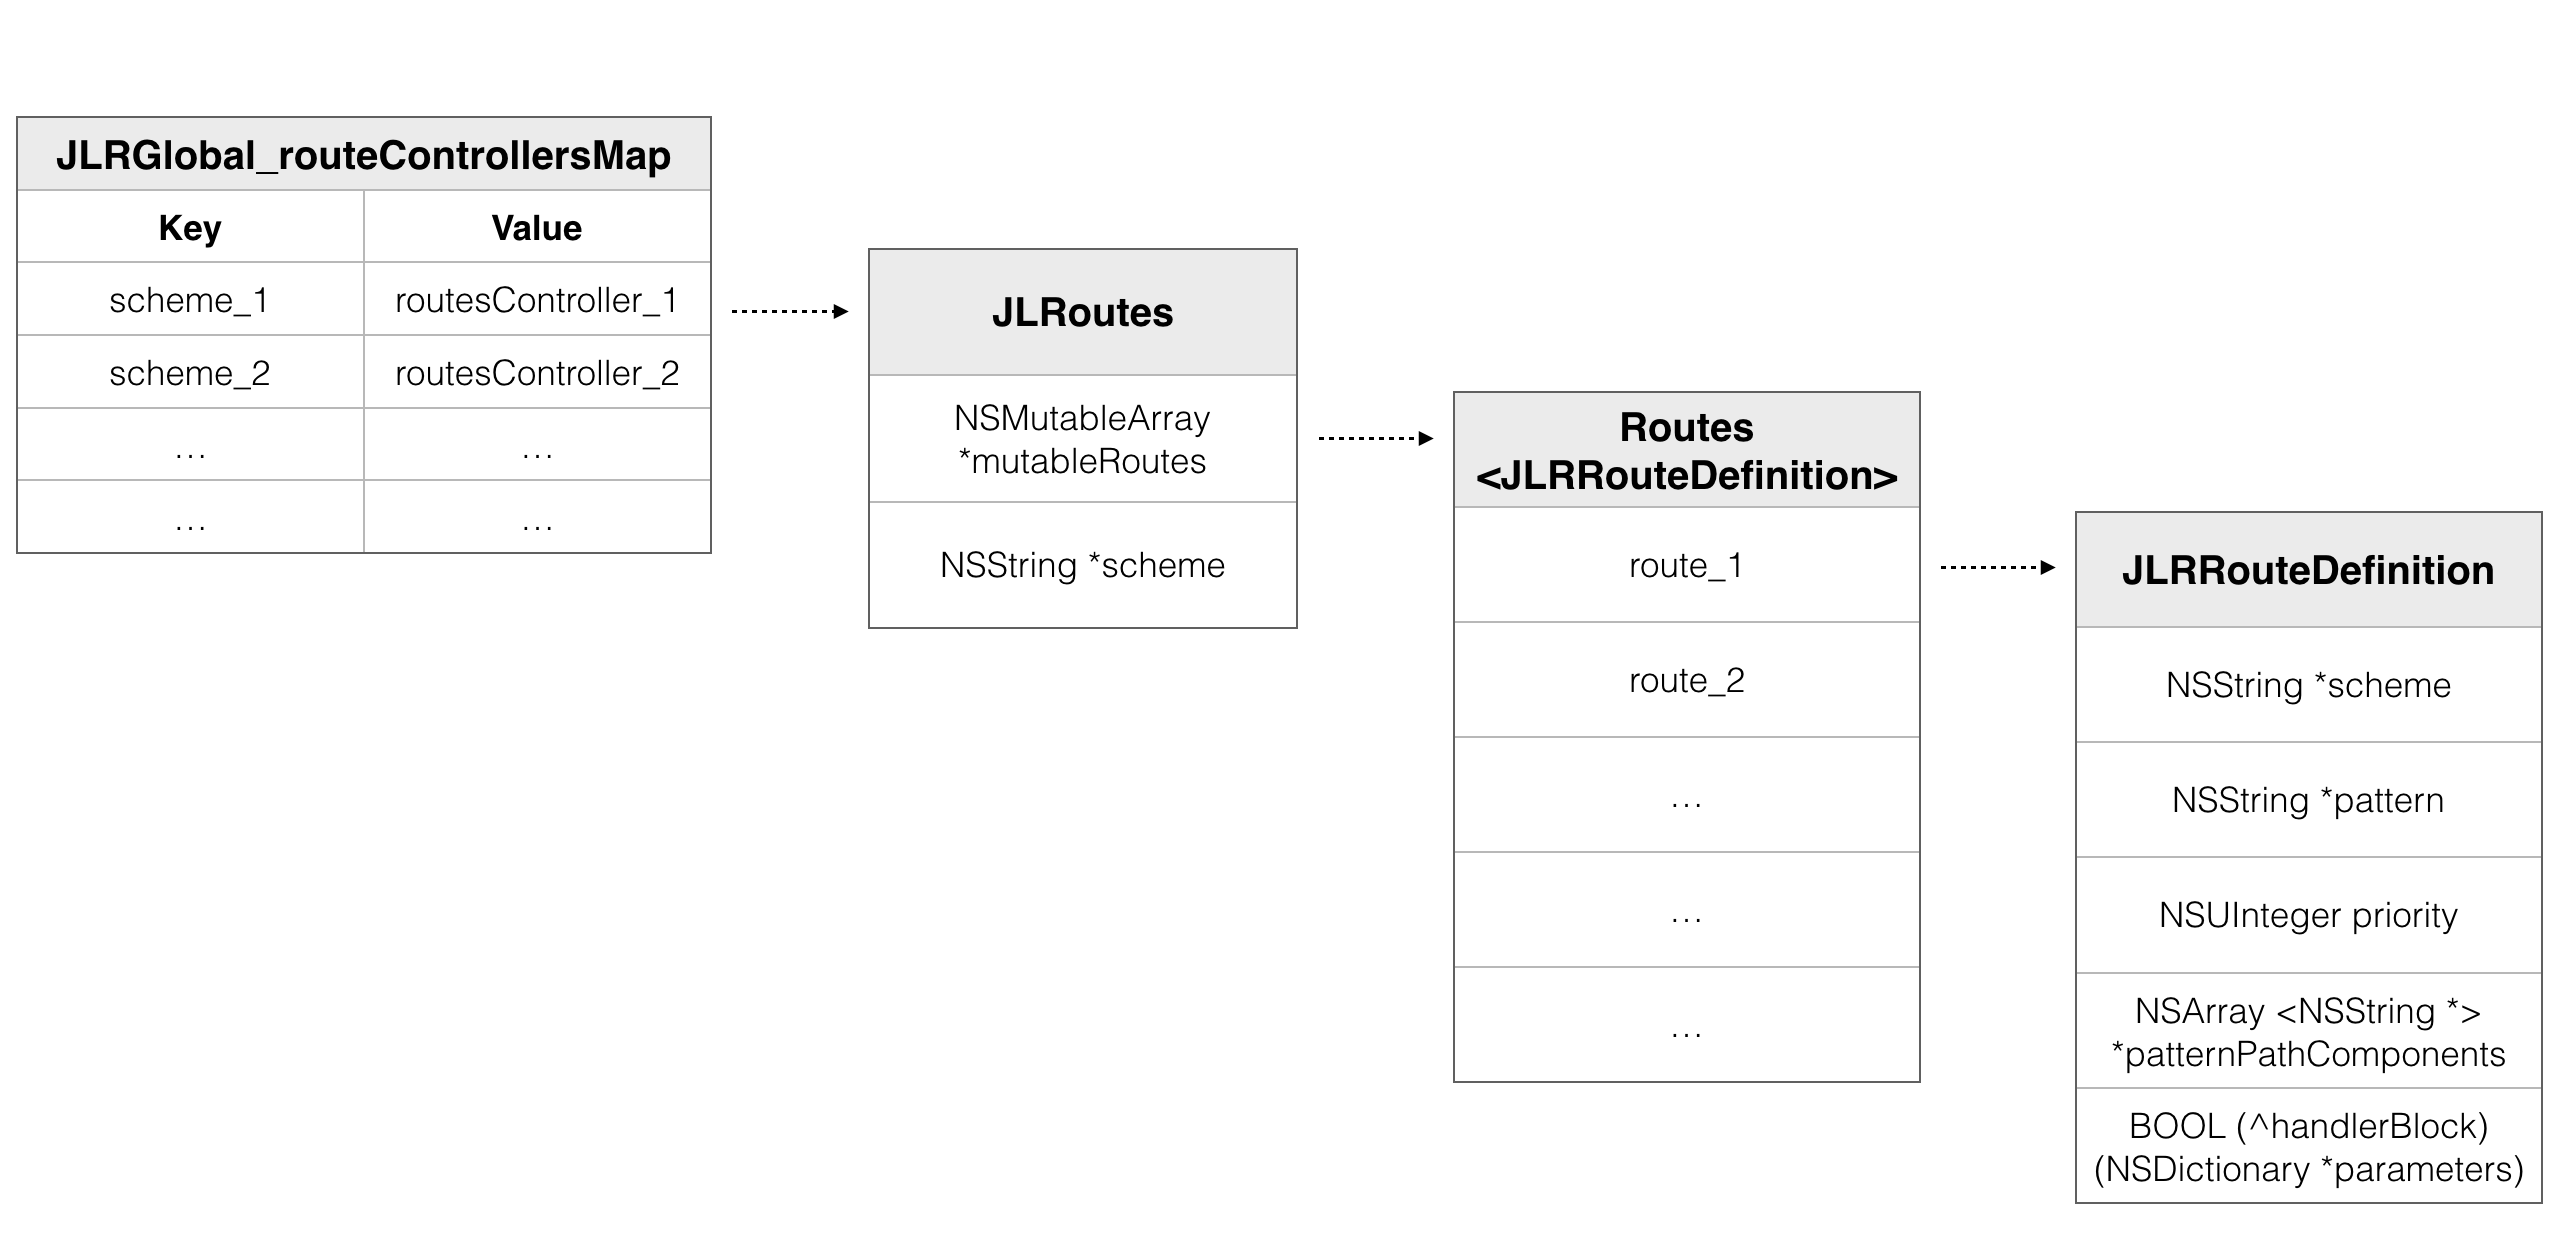 JLRGlobal_routeControllersMap
Key Value
scheme_1 routesController_1
scheme_2 routesController_2
... ...
... ...
JLRoutes
NSMutableArray
*mutableRoutes
NSString *scheme
Routes
<JLRRouteDefinition>
route_1
route_2
...
...
...
JLRRouteDefinition
NSString *scheme
NSString *pattern
NSUInteger priority
NSArray <NSString *>
*patternPathComponents
BOOL (^handlerBlock)
(NSDictionary *parameters)